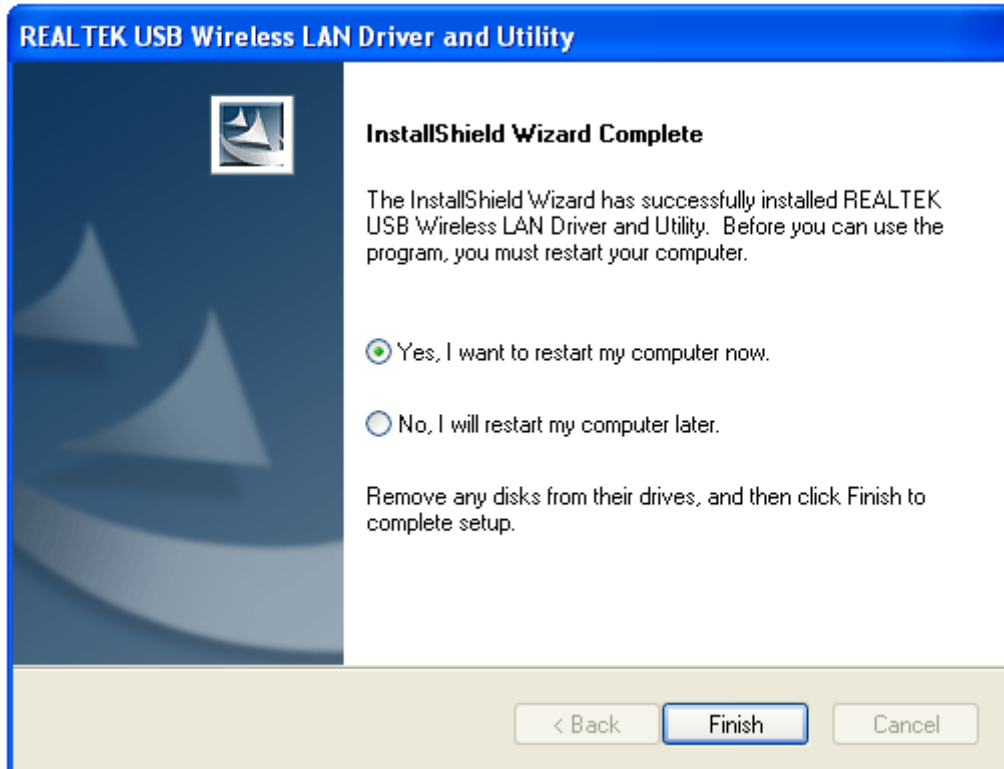 REALTEK USB Wireless LAN Driver and Utility
InstallShield Wizard Complete
The InstallShield Wizard has successfully installed REALTEK
USB Wireless LAN Driver and Utility.  Before you can use the
program, you must restart your computer.
Yes, I want to restart my computer now.
No, I will restart my computer later.
Remove any disks from their drives, and then click Finish to
complete setup.
< Back Finish Cancel